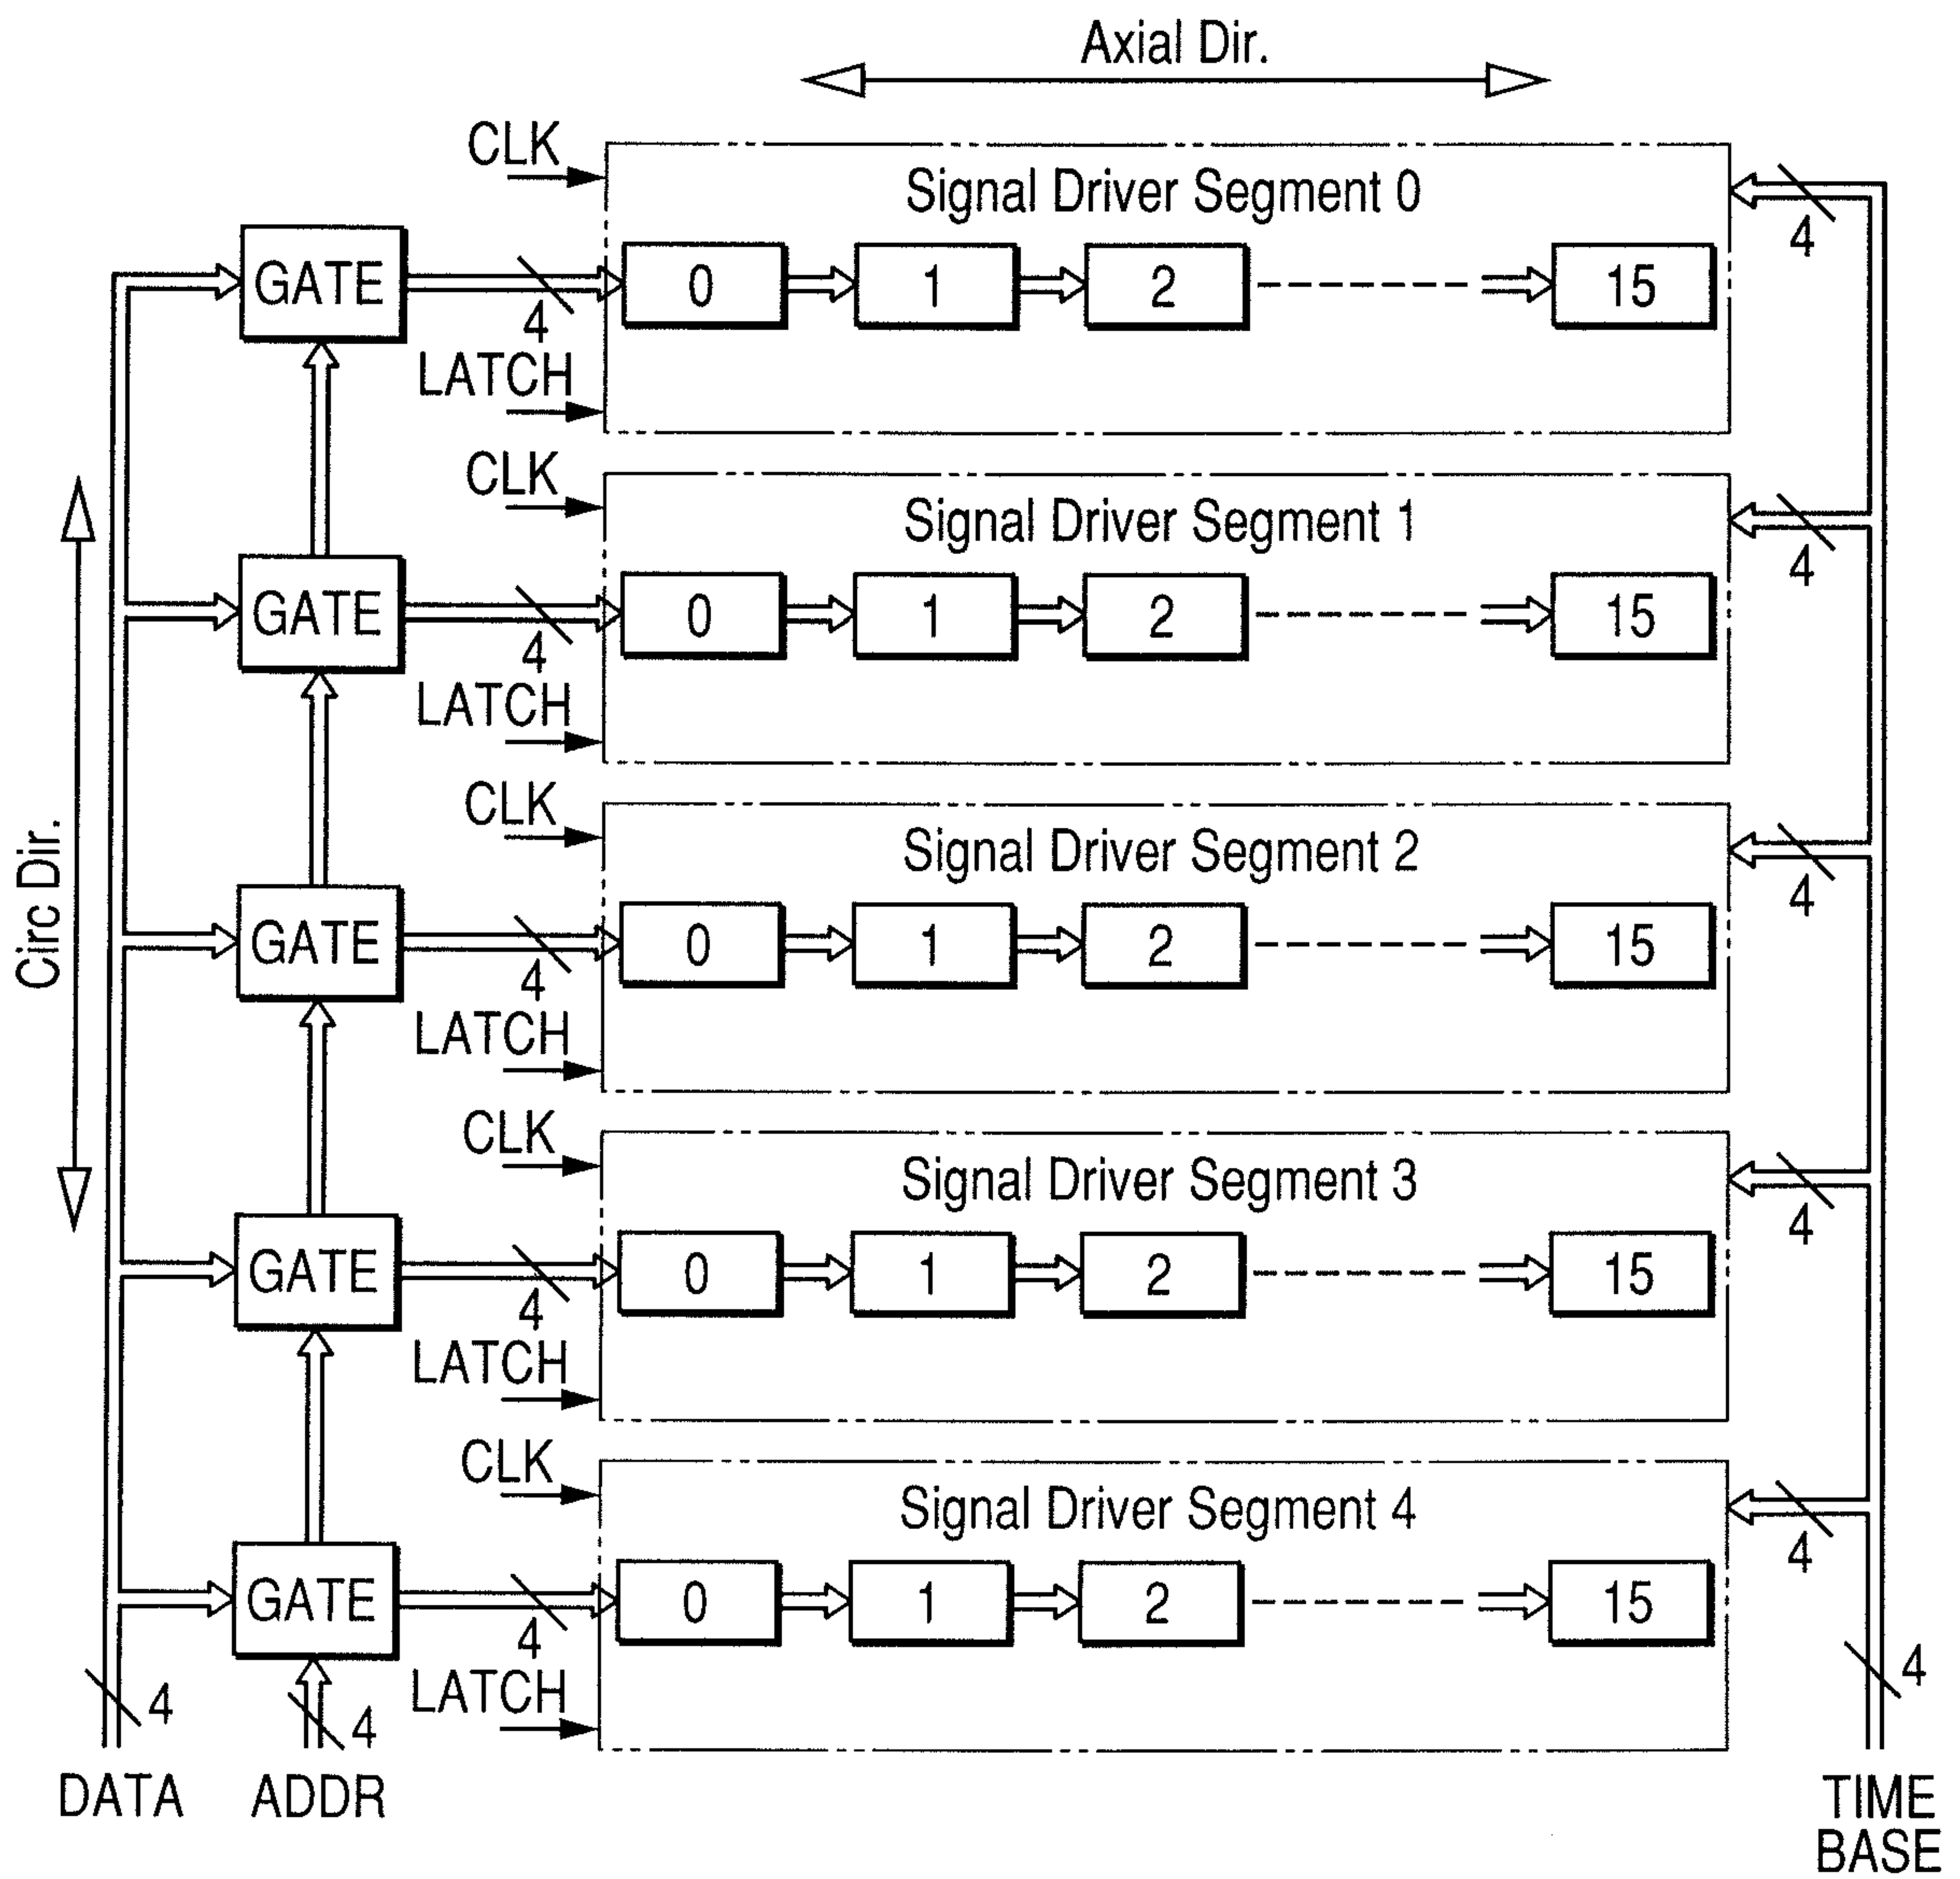 Axial Dir.
CLK
Signal Driver Segment 0
GATE
4
0
1
2
15
4
LATCH
CLK
Signal Driver Segment 1
GATE
4
0
1
2
15
4
LATCH
Circ Dir.
CLK
Signal Driver Segment 2
GATE
4
0
1
2
15
4
LATCH
CLK
Signal Driver Segment 3
GATE
4
0
1
2
15
4
LATCH
CLK
Signal Driver Segment 4
GATE
4
0
1
2
15
4
LATCH
4
4
4
DATA
ADDR
TIME
BASE